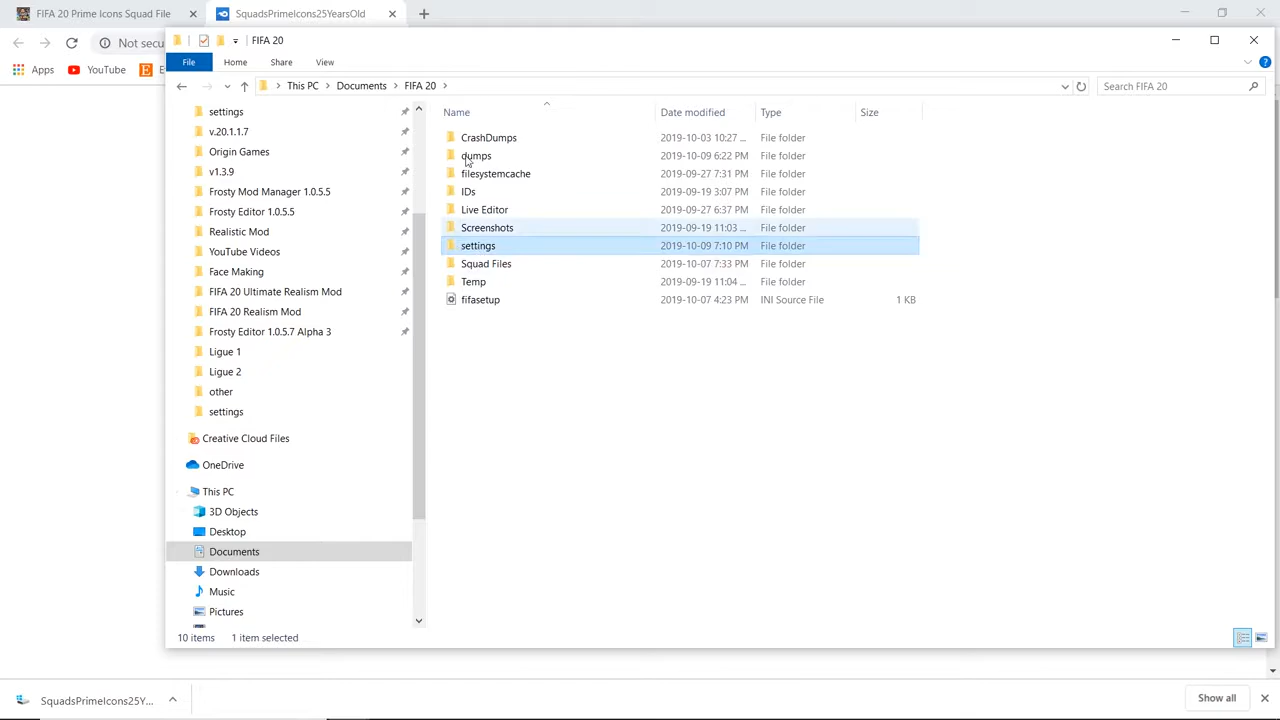 FIFA 20 Prime Icons Squad File
SquadsPrimeIcons25YearsOld
FIFA 20
Not secu
File Home Share View
Apps YouTube
This PC Documents FIFA 20
Search FIFA 20
Name Date modified Type Size
settings
v.20.1.1.7
Origin Games
v1.3.9
Frosty Mod Manager 1.0.5.5
Frosty Editor 1.0.5.5
Realistic Mod
YouTube Videos
Face Making
FIFA 20 Ultimate Realism Mod
FIFA 20 Realism Mod
Frosty Editor 1.0.5.7 Alpha 3
Ligue 1
Ligue 2
other
settings
Creative Cloud Files
OneDrive
This PC
3D Objects
Desktop
Documents
Downloads
Music
Pictures
CrashDumps 2019-10-03 10:27 ... File folder
dumps 2019-10-09 6:22 PM File folder
filesystemcache 2019-09-27 7:31 PM File folder
IDs 2019-09-19 3:07 PM File folder
Live Editor 2019-09-27 6:37 PM File folder
Screenshots 2019-09-19 11:03 ... File folder
settings 2019-10-09 7:10 PM File folder
Squad Files 2019-10-07 7:33 PM File folder
Temp 2019-09-19 11:04 ... File folder
fifasetup 2019-10-07 4:23 PM INI Source File 1 KB
10 items 1 item selected
SquadsPrimeIcons25Y...
Show all